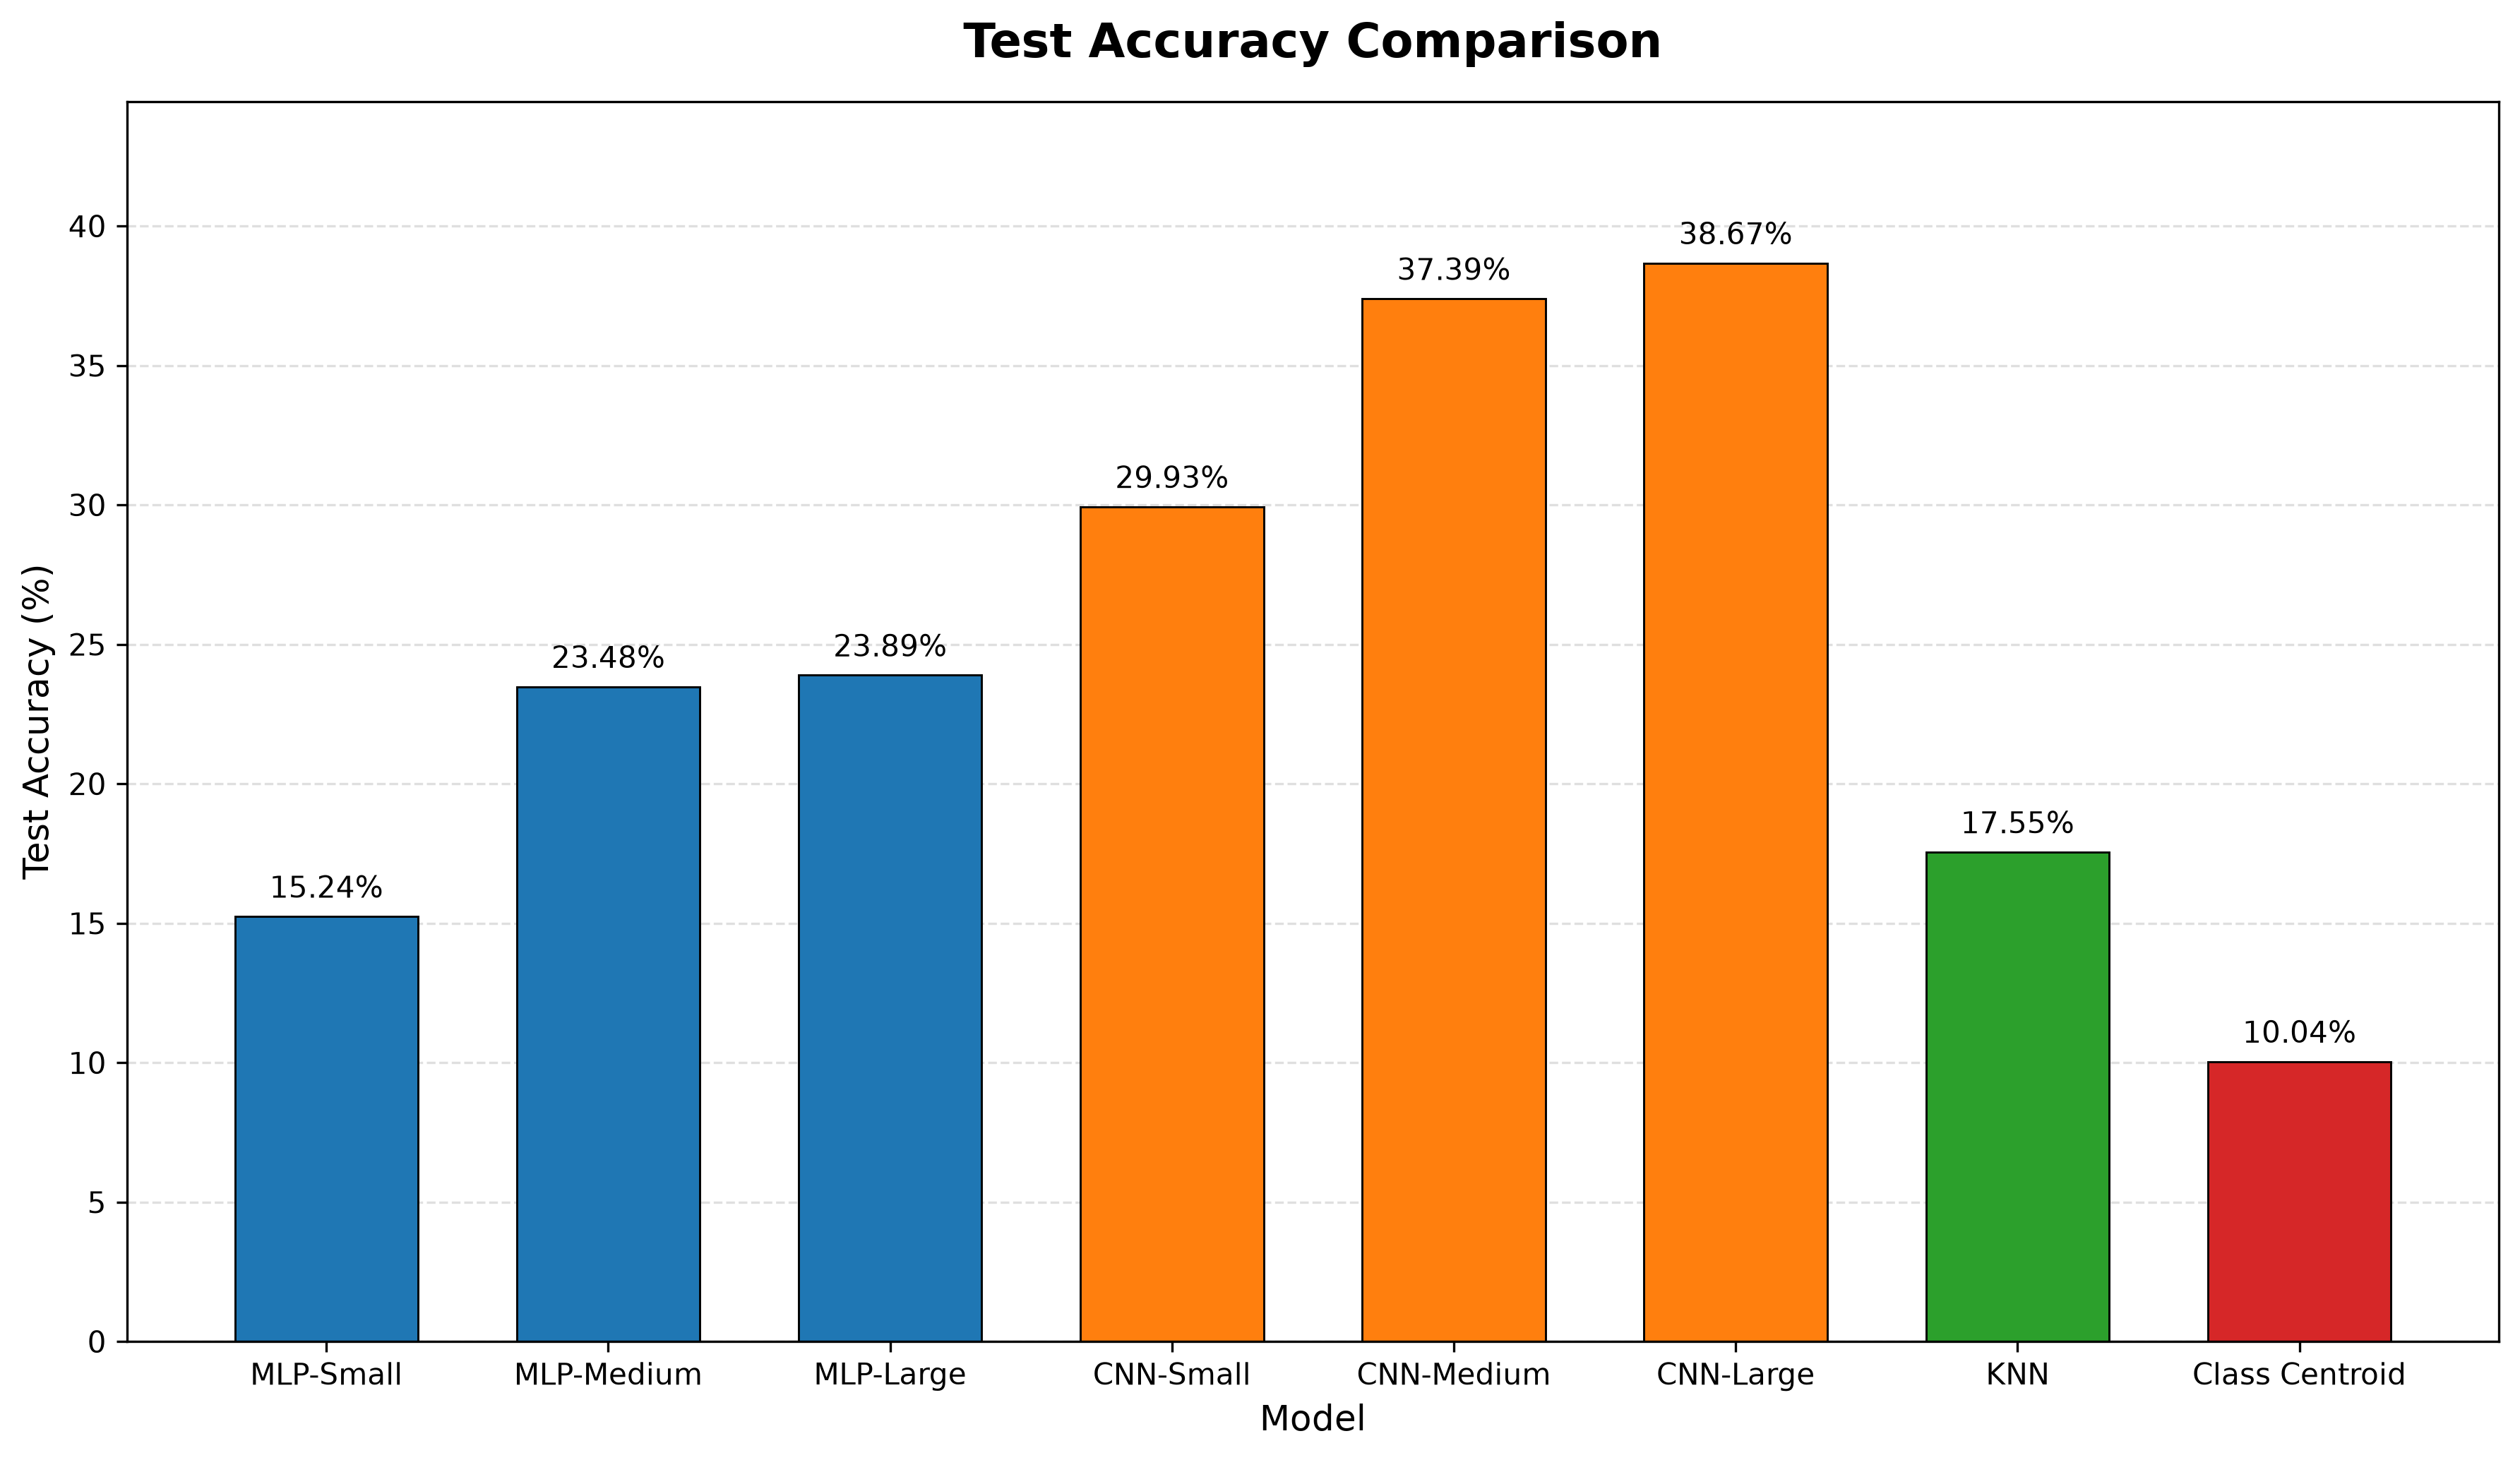 Test Accuracy Comparison
Test Accuracy (%)
40
35
30
25
20
15
10
5
0
15.24%
23.48%
23.89%
29.93%
37.39%
38.67%
17.55%
10.04%
MLP-Small
MLP-Medium
MLP-Large
CNN-Small
CNN-Medium
CNN-Large
KNN
Class Centroid
Model